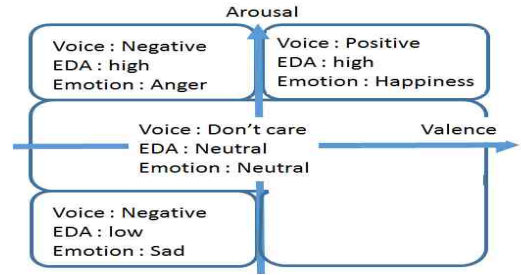 Arousal
Voice : Negative
EDA : high
Emotion : Anger
Voice : Positive
EDA : high
Emotion : Happiness
Voice : Don't care
EDA : Neutral
Emotion : Neutral
Valence
Voice : Negative
EDA : low
Emotion : Sad